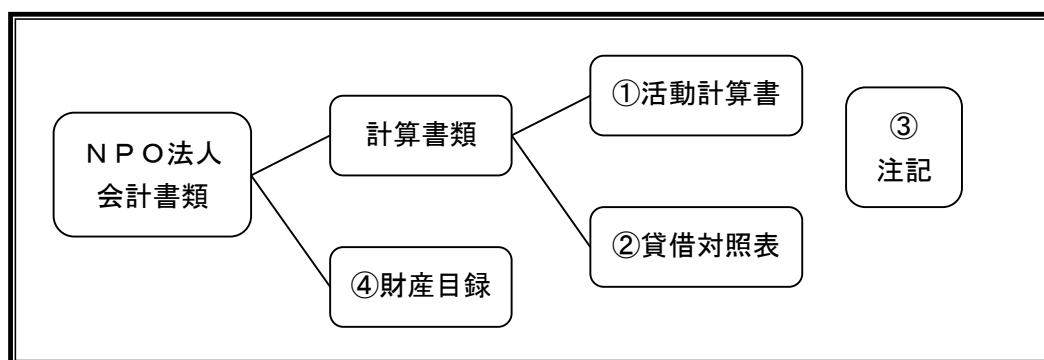 NPO法人
会計書類
計算書類
④財産目録
①活動計算書
②貸借対照表
③
注記